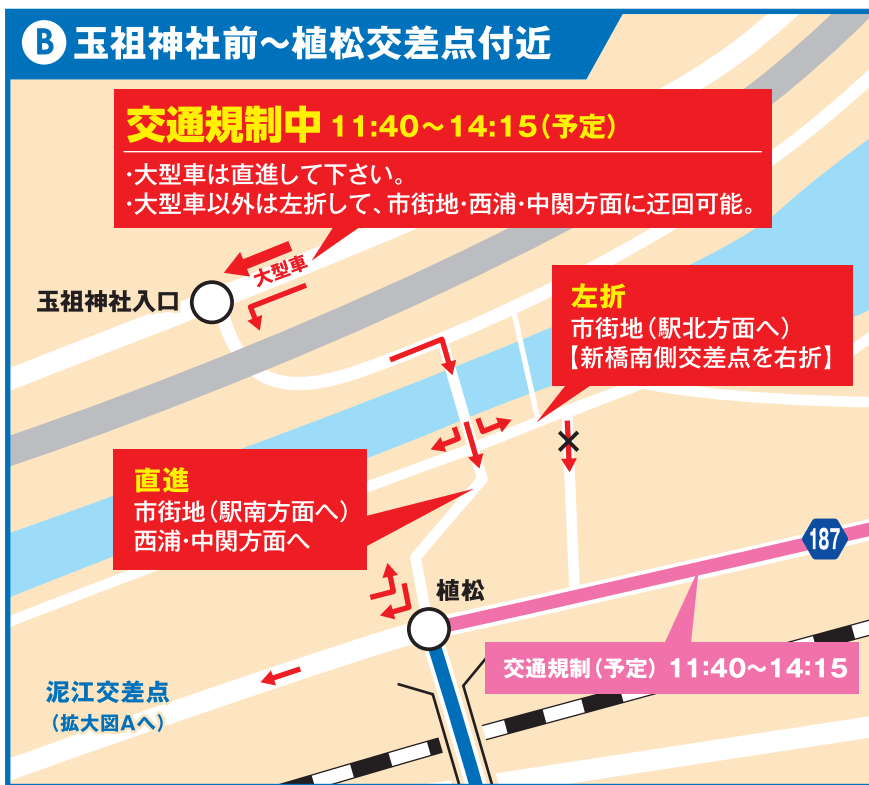 B 玉祖神社前～植松交差点付近
交通規制中 11:40～14:15(予定)
・大型車は直進して下さい。
・大型車以外は左折して、市街地・西浦・中関方面に迂回可能。
大型車
玉祖神社入口
左折
市街地(駅北方面へ)
【新橋南側交差点を右折】
直進
市街地(駅南方面へ)
西浦・中関方面へ
187
植松
交通規制(予定) 11:40～14:15
泥江交差点
(拡大図Aへ)